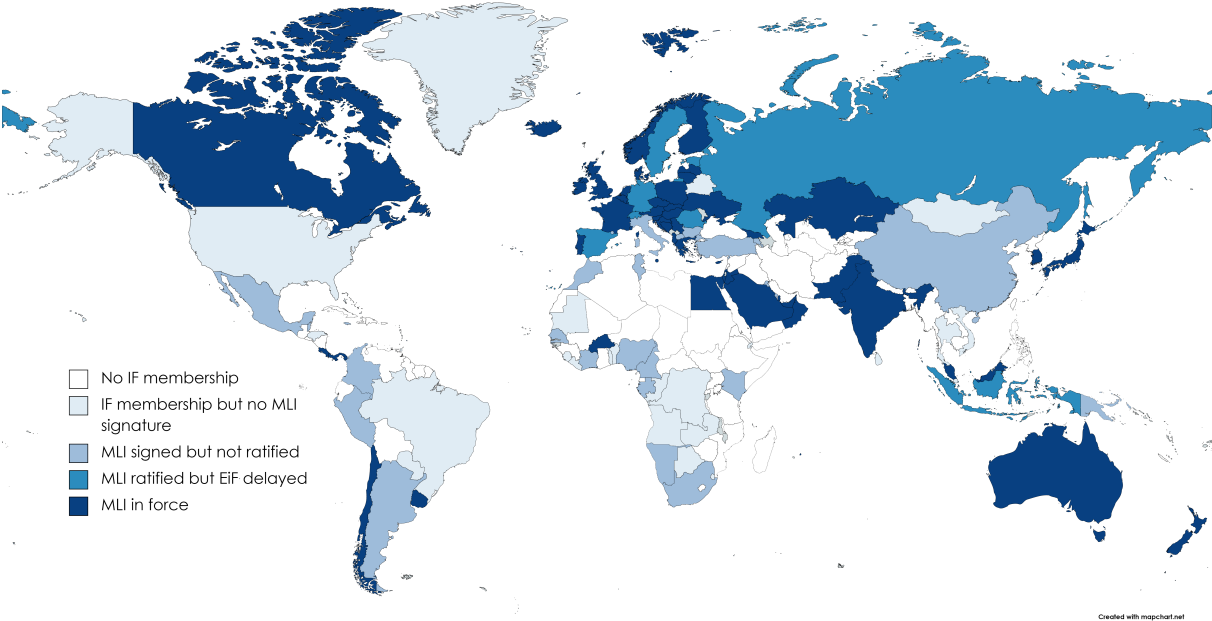 No IF membership
IF membership but no MLI
signature
MLI signed but not ratified
MLI ratified but EiF delayed
MLI in force
Created with mapchart.net